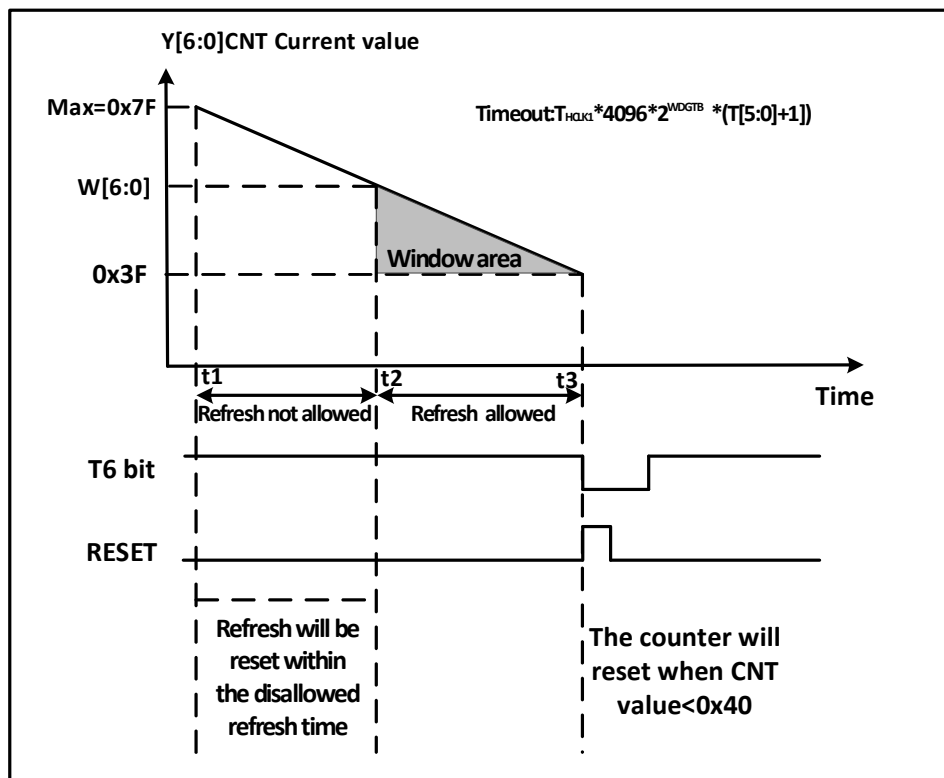 Y[6:0]CNT Current value
Max=0x7F
Timeout:THCLK1*4096*2WDGTB *(T[5:0]+1])
W[6:0]
Window area
0x3F
t1
t2
t3
Time
Refresh not allowed
Refresh allowed
T6 bit
RESET
Refresh will be
reset within
the disallowed
refresh time
The counter will
reset when CNT
value<0x40